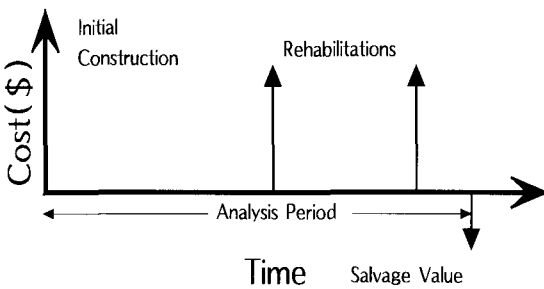 Initial
Construction
Rehabilitations
Cost($)
Analysis Period
Time
Salvage Value